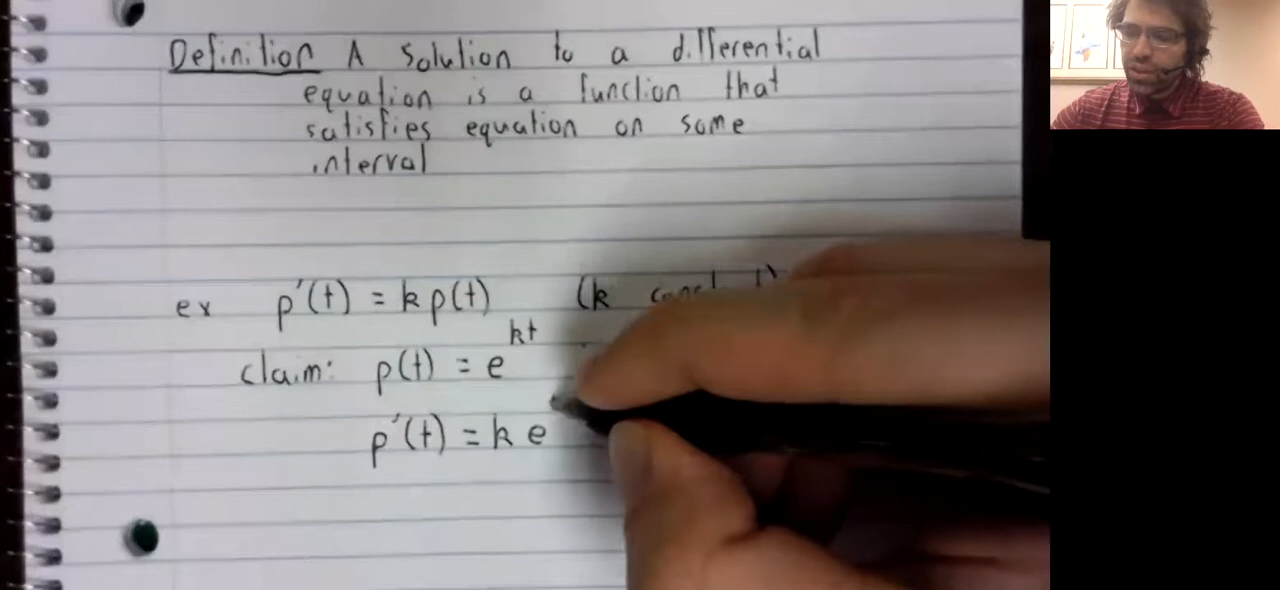 Definition A solution to a differential
equation is a function that
satisfies equation on some
interval
ex p'(t) = k p(t) (k
claim: p(t) = e^kt
p'(t) = k e